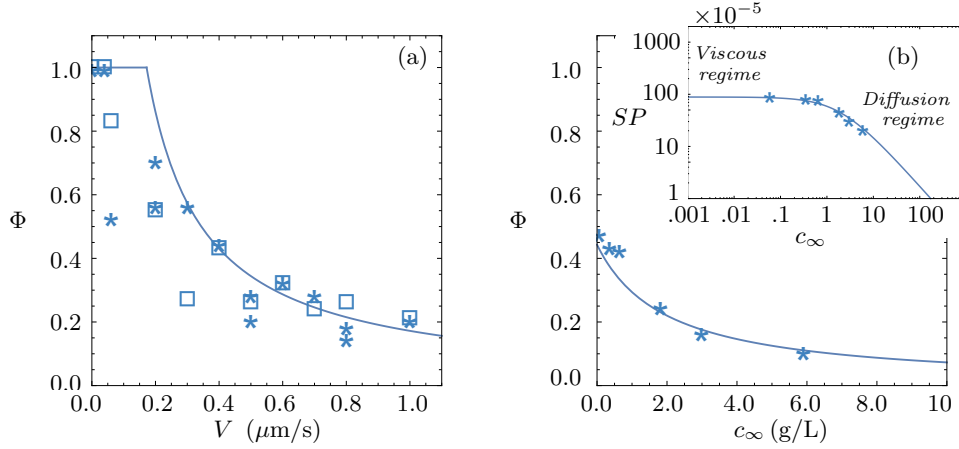 (a)
1.0
0.8
0.6
Φ
0.4
0.2
0.0
0.0 0.2 0.4 0.6 0.8 1.0
V (μm/s)
×10⁻⁵
(b)
1000
100
10
1
SP
Viscous
regime
Diffusion
regime
.001 .01 .1 1 10 100
c∞
1.0
0.8
0.6
Φ
0.4
0.2
0.0
0.0 2.0 4.0 6.0 8.0 10
c∞ (g/L)